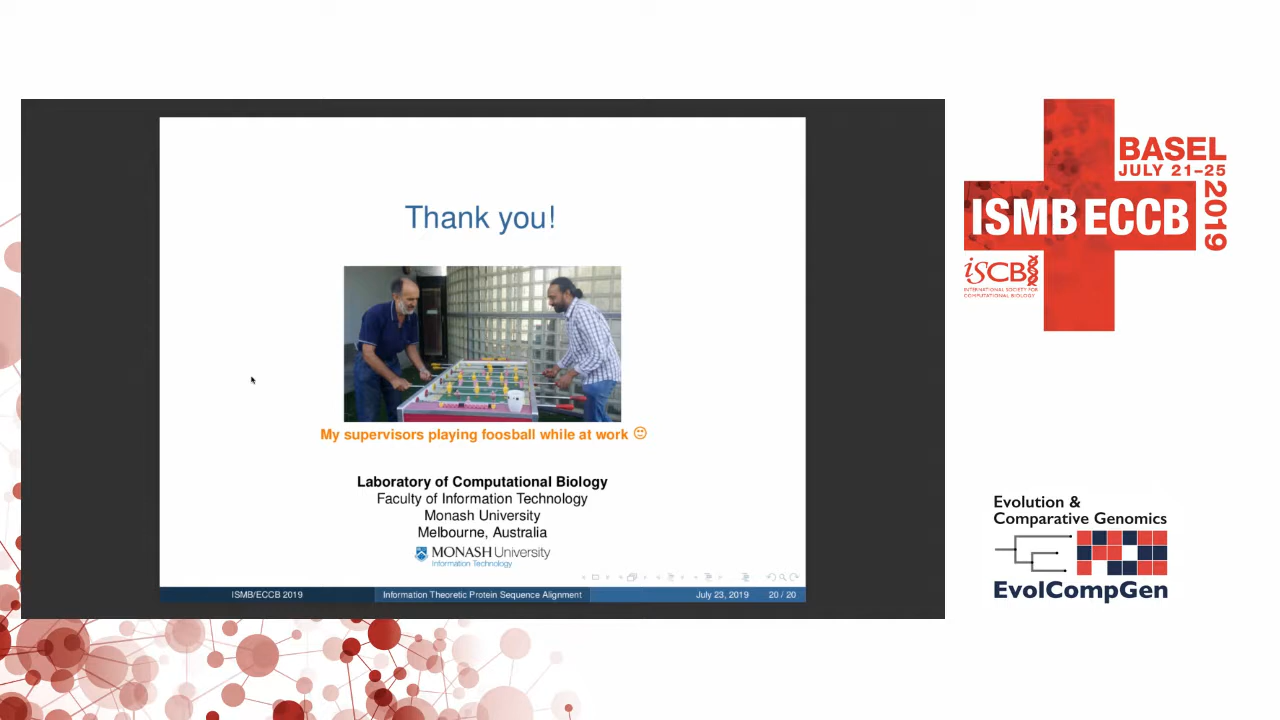 Thank you!
My supervisors playing foosball while at work
Laboratory of Computational Biology
Faculty of Information Technology
Monash University
Melbourne, Australia
MONASH University
Information Technology
ISMB/ECCB 2019
Information Theoretic Protein Sequence Alignment
July 23, 2019
20 / 20
BASEL
JULY 21–25
2019
ISMB ECCB
iSCB
INTERNATIONAL SOCIETY FOR
COMPUTATIONAL BIOLOGY
Evolution &
Comparative Genomics
EvolCompGen